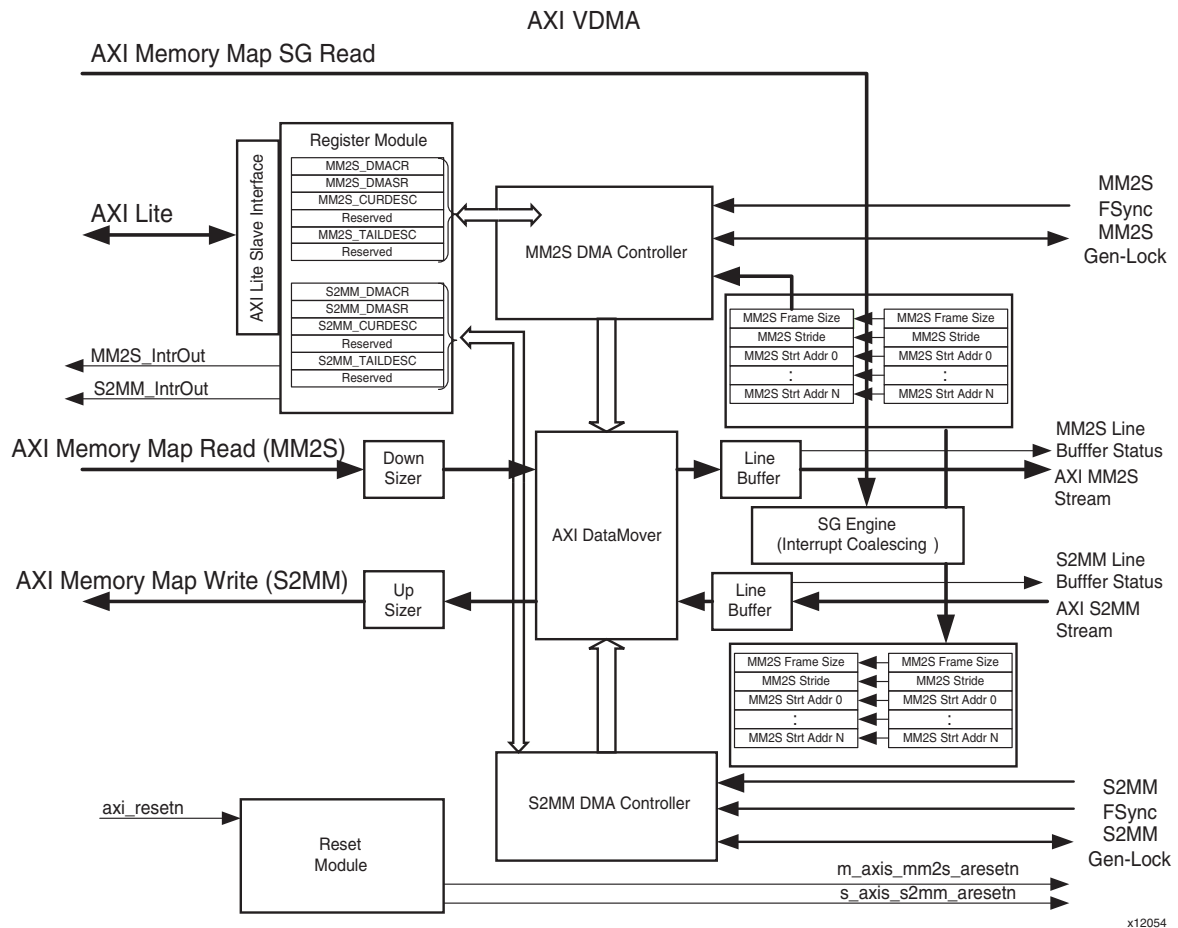 AXI VDMA
AXI Memory Map SG Read
AXI Lite Slave Interface
Register Module
MM2S_DMACR
MM2S_DMASR
MM2S_CURDESC
Reserved
MM2S_TAILDESC
Reserved
S2MM_DMACR
S2MM_DMASR
S2MM_CURDESC
Reserved
S2MM_TAILDESC
Reserved
AXI Lite
MM2S_IntrOut
S2MM_IntrOut
MM2S DMA Controller
MM2S
FSync
MM2S
Gen-Lock
MM2S Frame Size
MM2S Stride
MM2S Strt Addr 0
:
MM2S Strt Addr N
MM2S Frame Size
MM2S Stride
MM2S Strt Addr 0
:
MM2S Strt Addr N
AXI Memory Map Read (MM2S)
Down
Sizer
AXI DataMover
Line
Buffer
MM2S Line
Bufffer Status
AXI MM2S
Stream
SG Engine
(Interrupt Coalescing )
AXI Memory Map Write (S2MM)
Up
Sizer
Line
Buffer
S2MM Line
Bufffer Status
AXI S2MM
Stream
MM2S Frame Size
MM2S Stride
MM2S Strt Addr 0
:
MM2S Strt Addr N
MM2S Frame Size
MM2S Stride
MM2S Strt Addr 0
:
MM2S Strt Addr N
S2MM DMA Controller
S2MM
FSync
S2MM
Gen-Lock
axi_resetn
Reset
Module
m_axis_mm2s_aresetn
s_axis_s2mm_aresetn
x12054